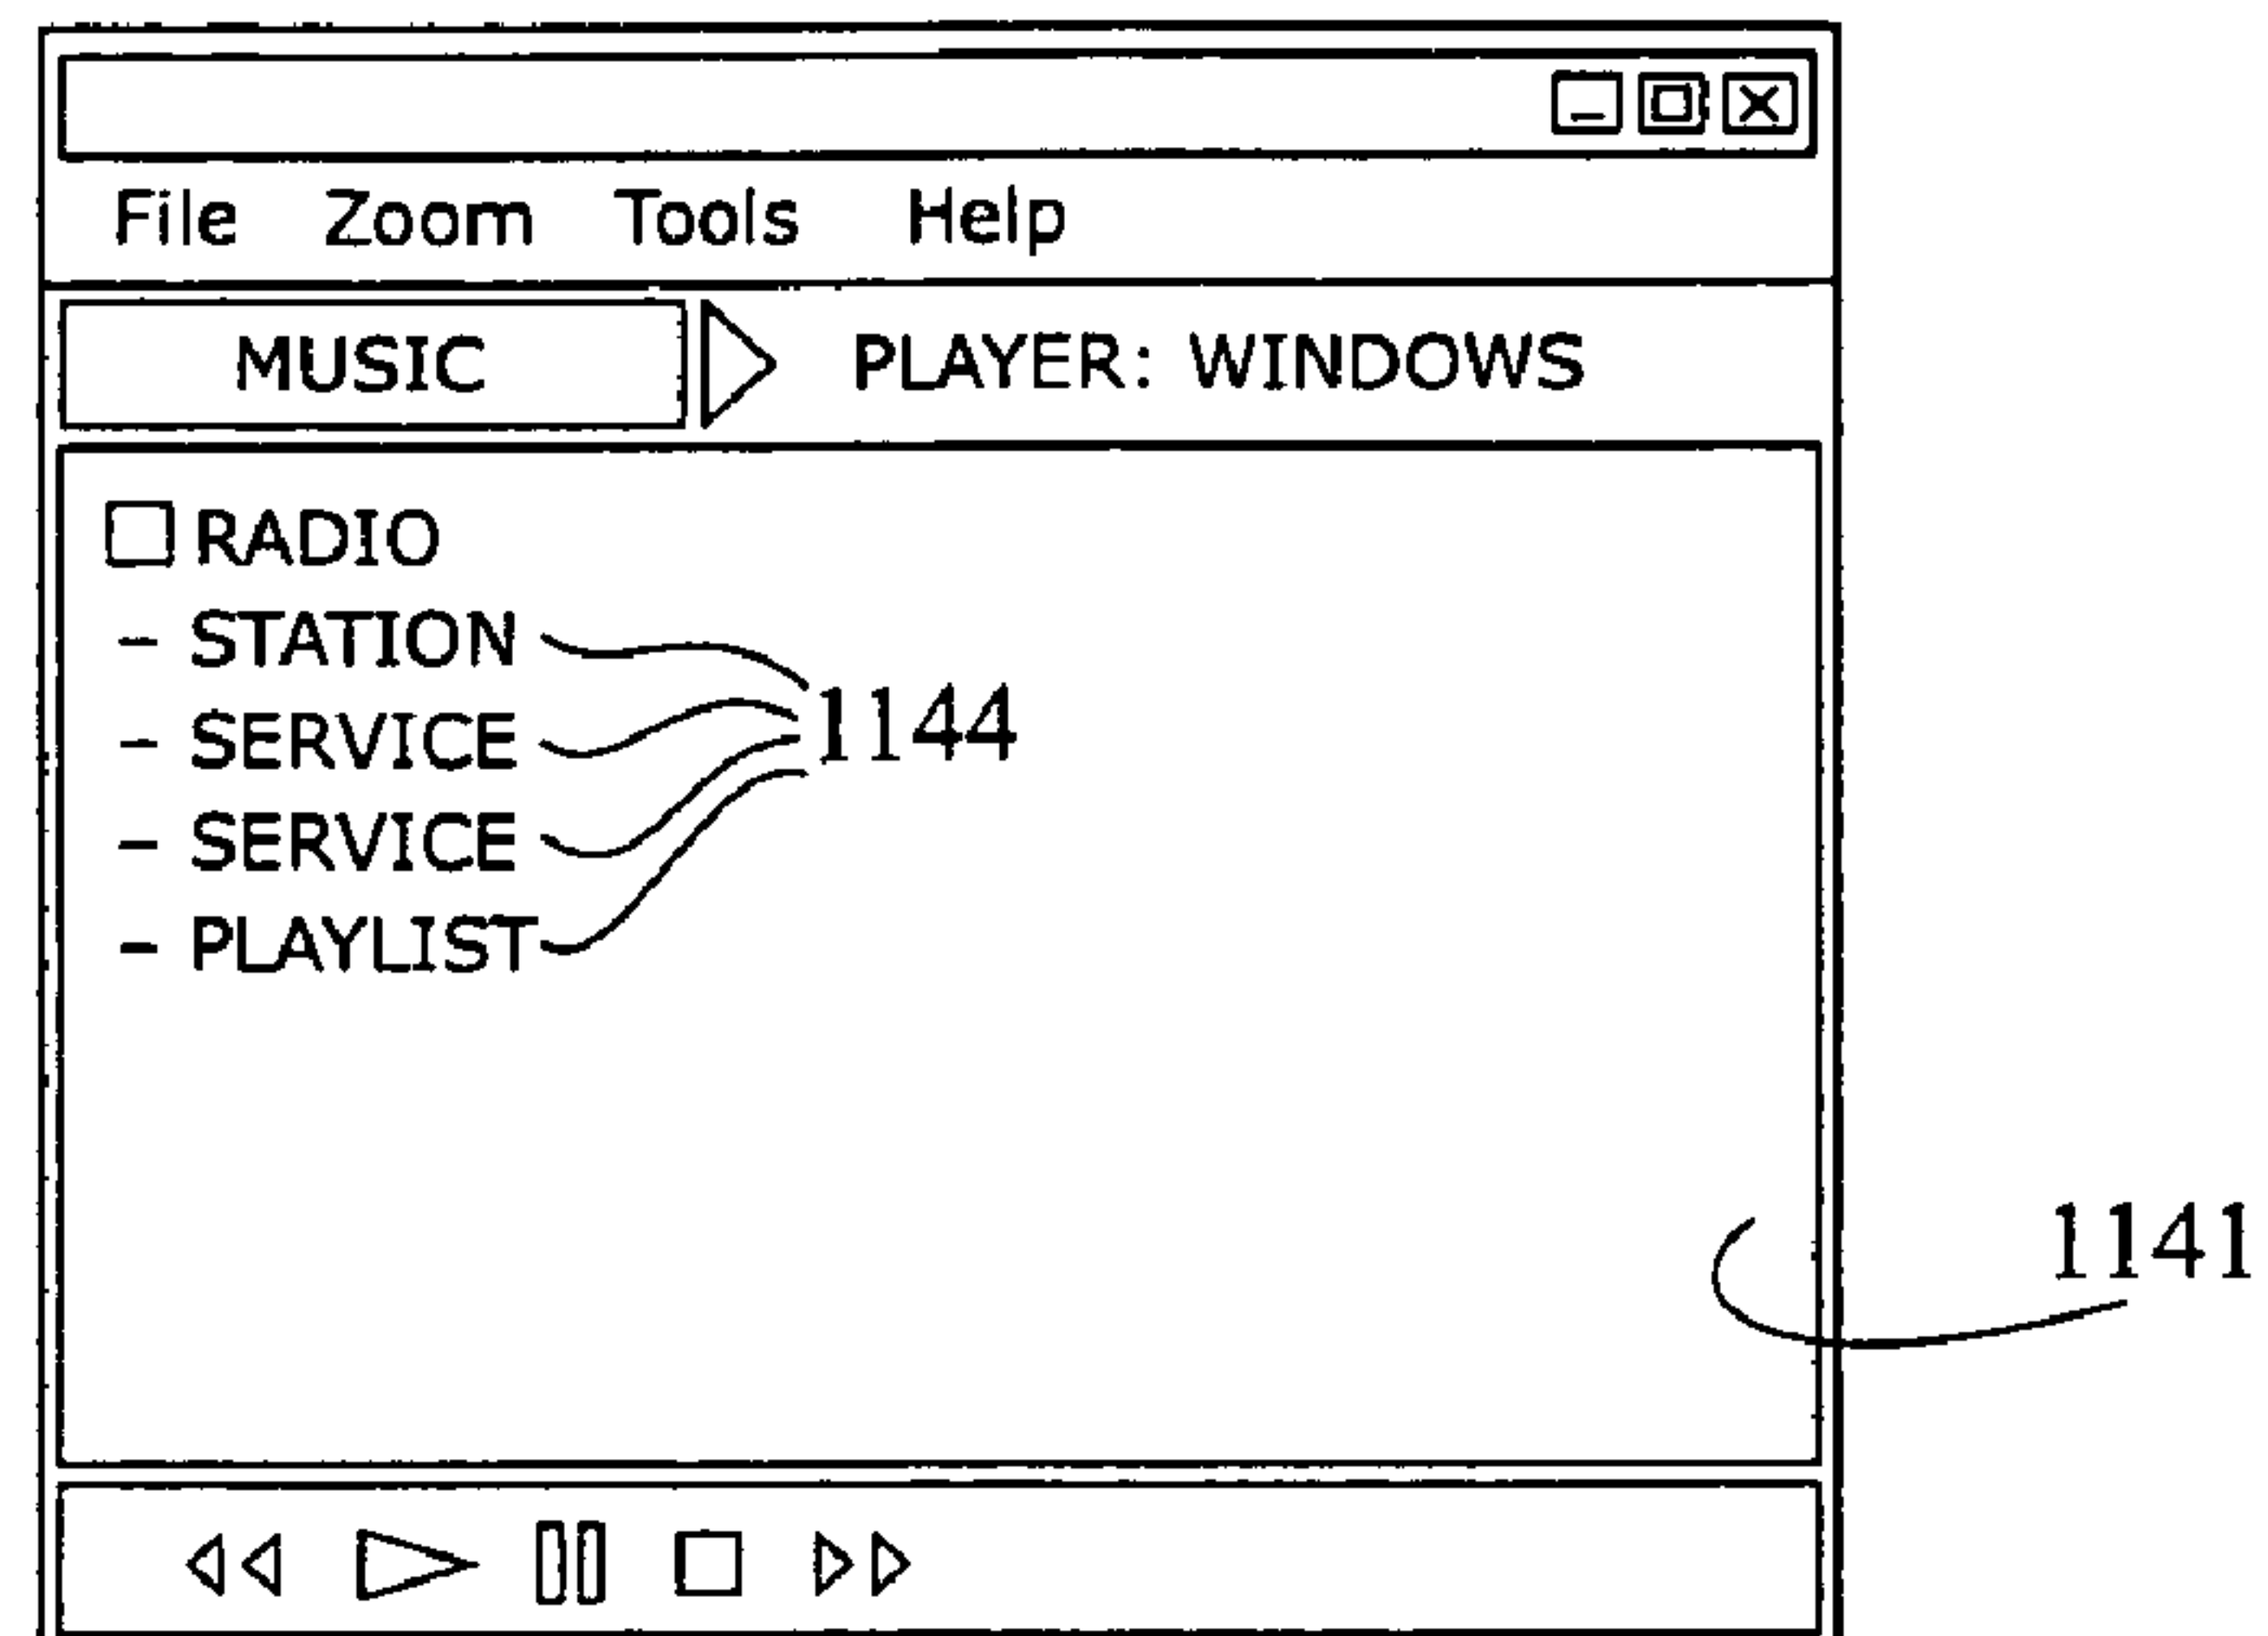 File Zoom Tools Help
MUSIC PLAYER: WINDOWS
RADIO
- STATION
- SERVICE
1144
- SERVICE
- PLAYLIST
1141